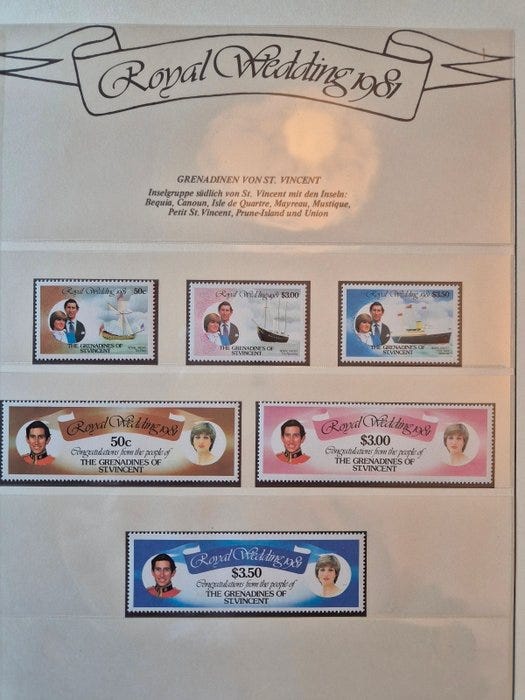 Royal Wedding 1981
GRENADINEN VON ST. VINCENT
Inselgruppe südlich von St. Vincent mit den Inseln:
Bequia, Canoun, Isle de Quartre, Mayreau, Mustique,
Petit St. Vincent, Prune-Island und Union
Royal Wedding 1981 50c
THE GRENADINES OF
ST.VINCENT
Royal Wedding 1981 $3.00
THE GRENADINES OF
ST.VINCENT
Royal Wedding 1981 $3.50
THE GRENADINES OF
ST.VINCENT
Royal Wedding 1981
50c
Congratulations from the people of
THE GRENADINES OF
ST.VINCENT
Royal Wedding 1981
$3.00
Congratulations from the people of
THE GRENADINES OF
ST.VINCENT
Royal Wedding 1981
$3.50
Congratulations from the people of
THE GRENADINES OF
ST.VINCENT